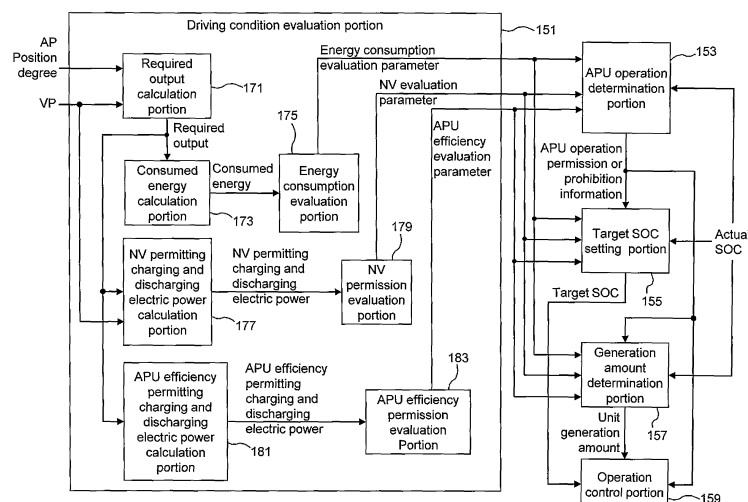 Driving condition evaluation portion
151
AP
Position
degree
VP
Required
output
calculation
portion
171
Required
output
Energy consumption
evaluation parameter
NV evaluation
parameter
APU
efficiency
evaluation
parameter
175
Consumed
energy
calculation
portion
173
Consumed
energy
Energy
consumption
evaluation
portion
NV permitting
charging and
discharging
electric power
calculation
portion
177
NV permitting
charging and
discharging
electric power
179
NV
permission
evaluation
portion
APU efficiency
permitting
charging and
discharging
electric power
calculation
portion
181
APU efficiency
permitting
charging and
discharging
electric power
183
APU efficiency
permission
evaluation
Portion
153
APU operation
determination
portion
APU operation
permission or
prohibition
information
Target SOC
setting portion
155
Actual
SOC
Target SOC
Generation
amount
determination
portion
157
Unit
generation
amount
Operation
control portion
159